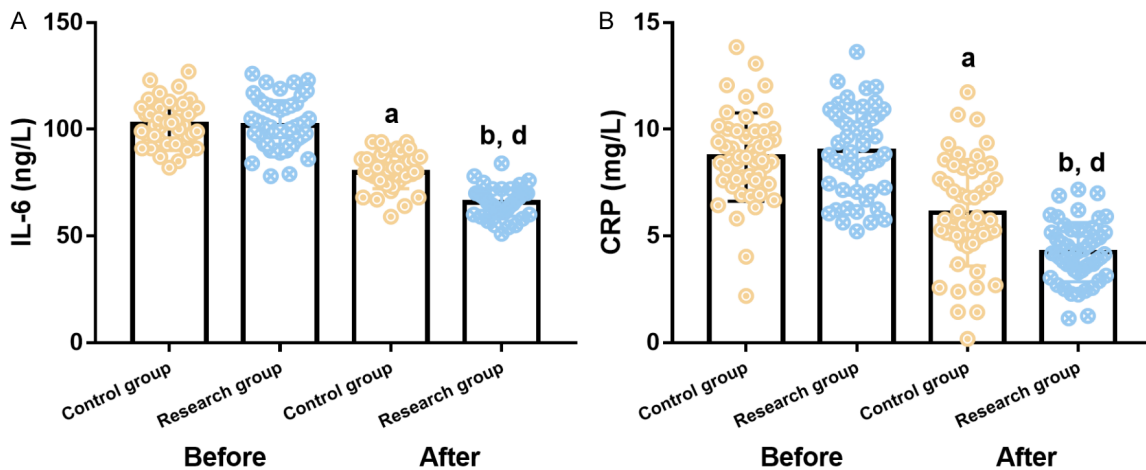 A
IL-6 (ng/L)
150
100
50
0
a
b, d
Control group
Research group
Control group
Research group
Before
After
B
CRP (mg/L)
15
10
5
0
a
b, d
Control group
Research group
Control group
Research group
Before
After